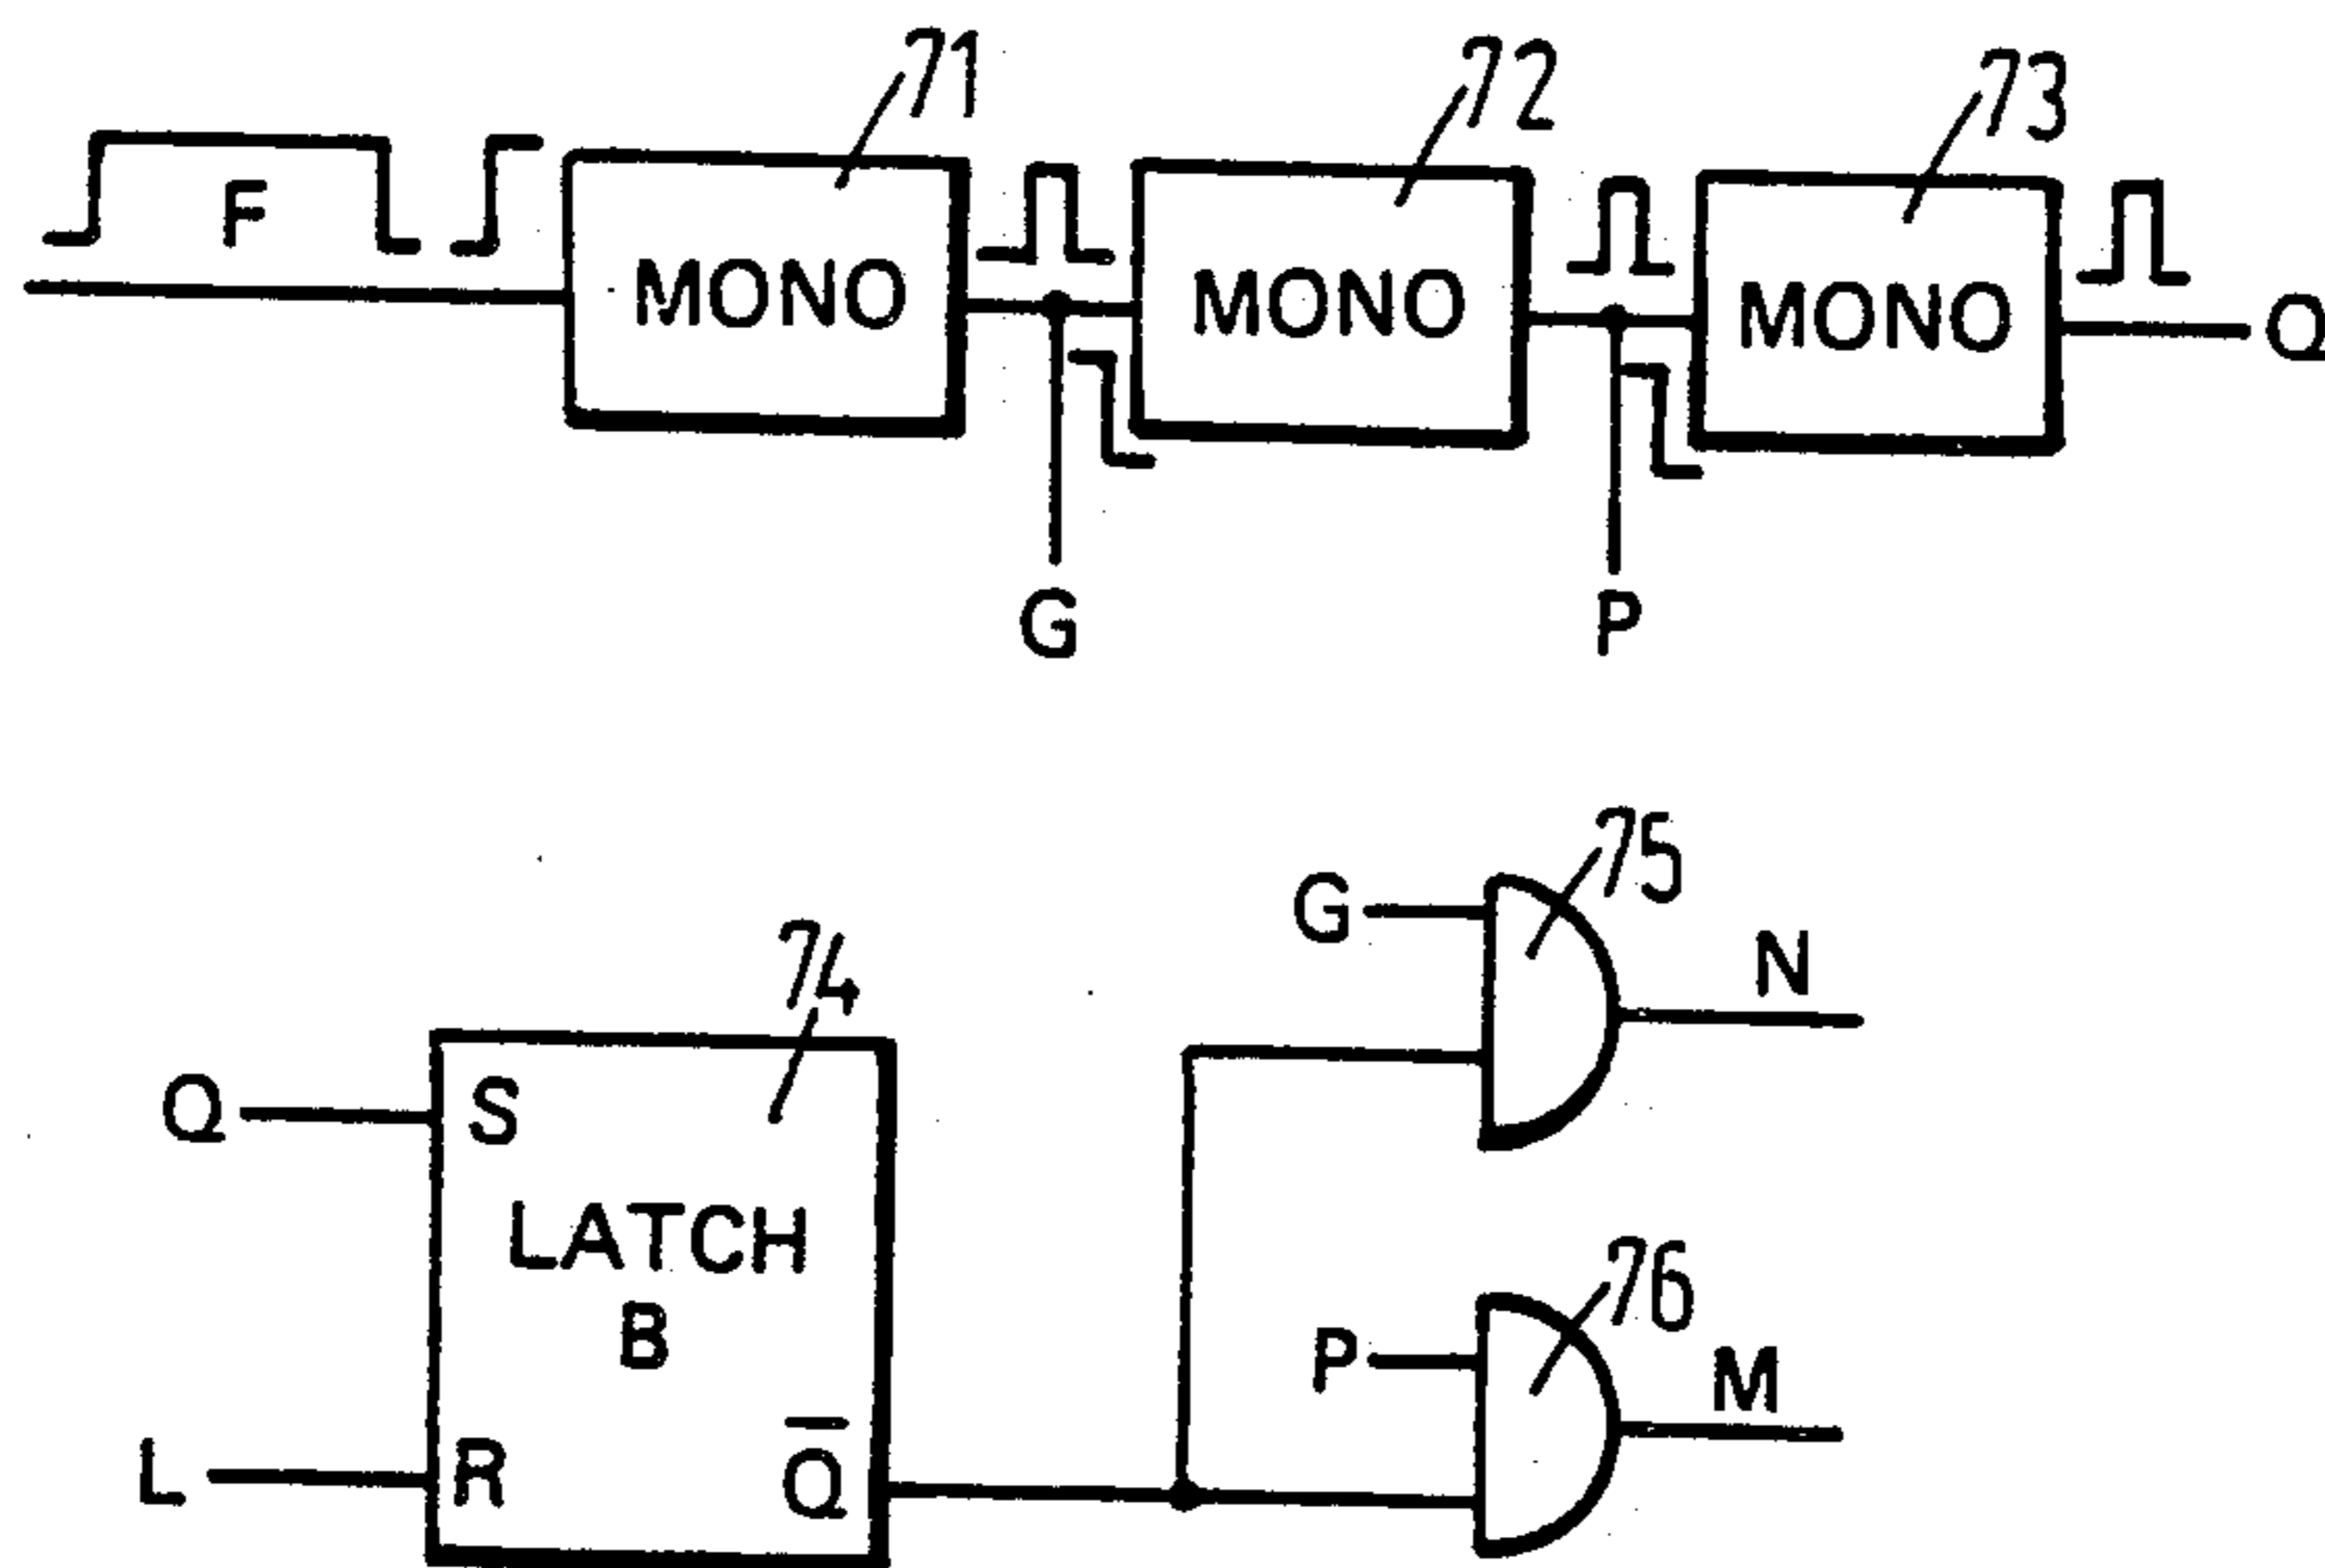 71 72 73
F
MONO MONO MONO Q
G P
75
G N
74
Q S
LATCH
B
76
P M
L R Q̅